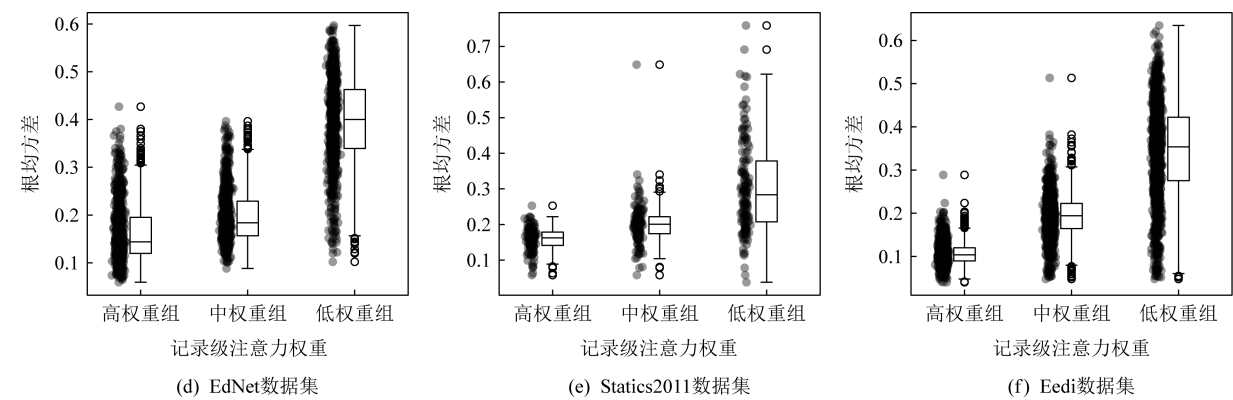 根均方差
0.6
0.5
0.4
0.3
0.2
0.1
高权重组 中权重组 低权重组
记录级注意力权重
(d) EdNet数据集
根均方差
0.7
0.6
0.5
0.4
0.3
0.2
0.1
高权重组 中权重组 低权重组
记录级注意力权重
(e) Statics2011数据集
根均方差
0.6
0.5
0.4
0.3
0.2
0.1
高权重组 中权重组 低权重组
记录级注意力权重
(f) Eedi数据集